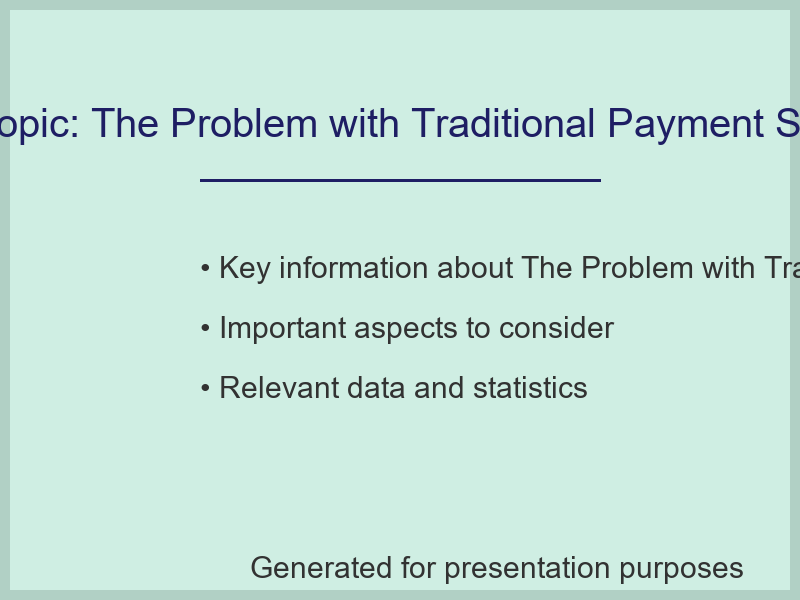 opic: The Problem with Traditional Payment S
• Key information about The Problem with Tra
• Important aspects to consider
• Relevant data and statistics
Generated for presentation purposes